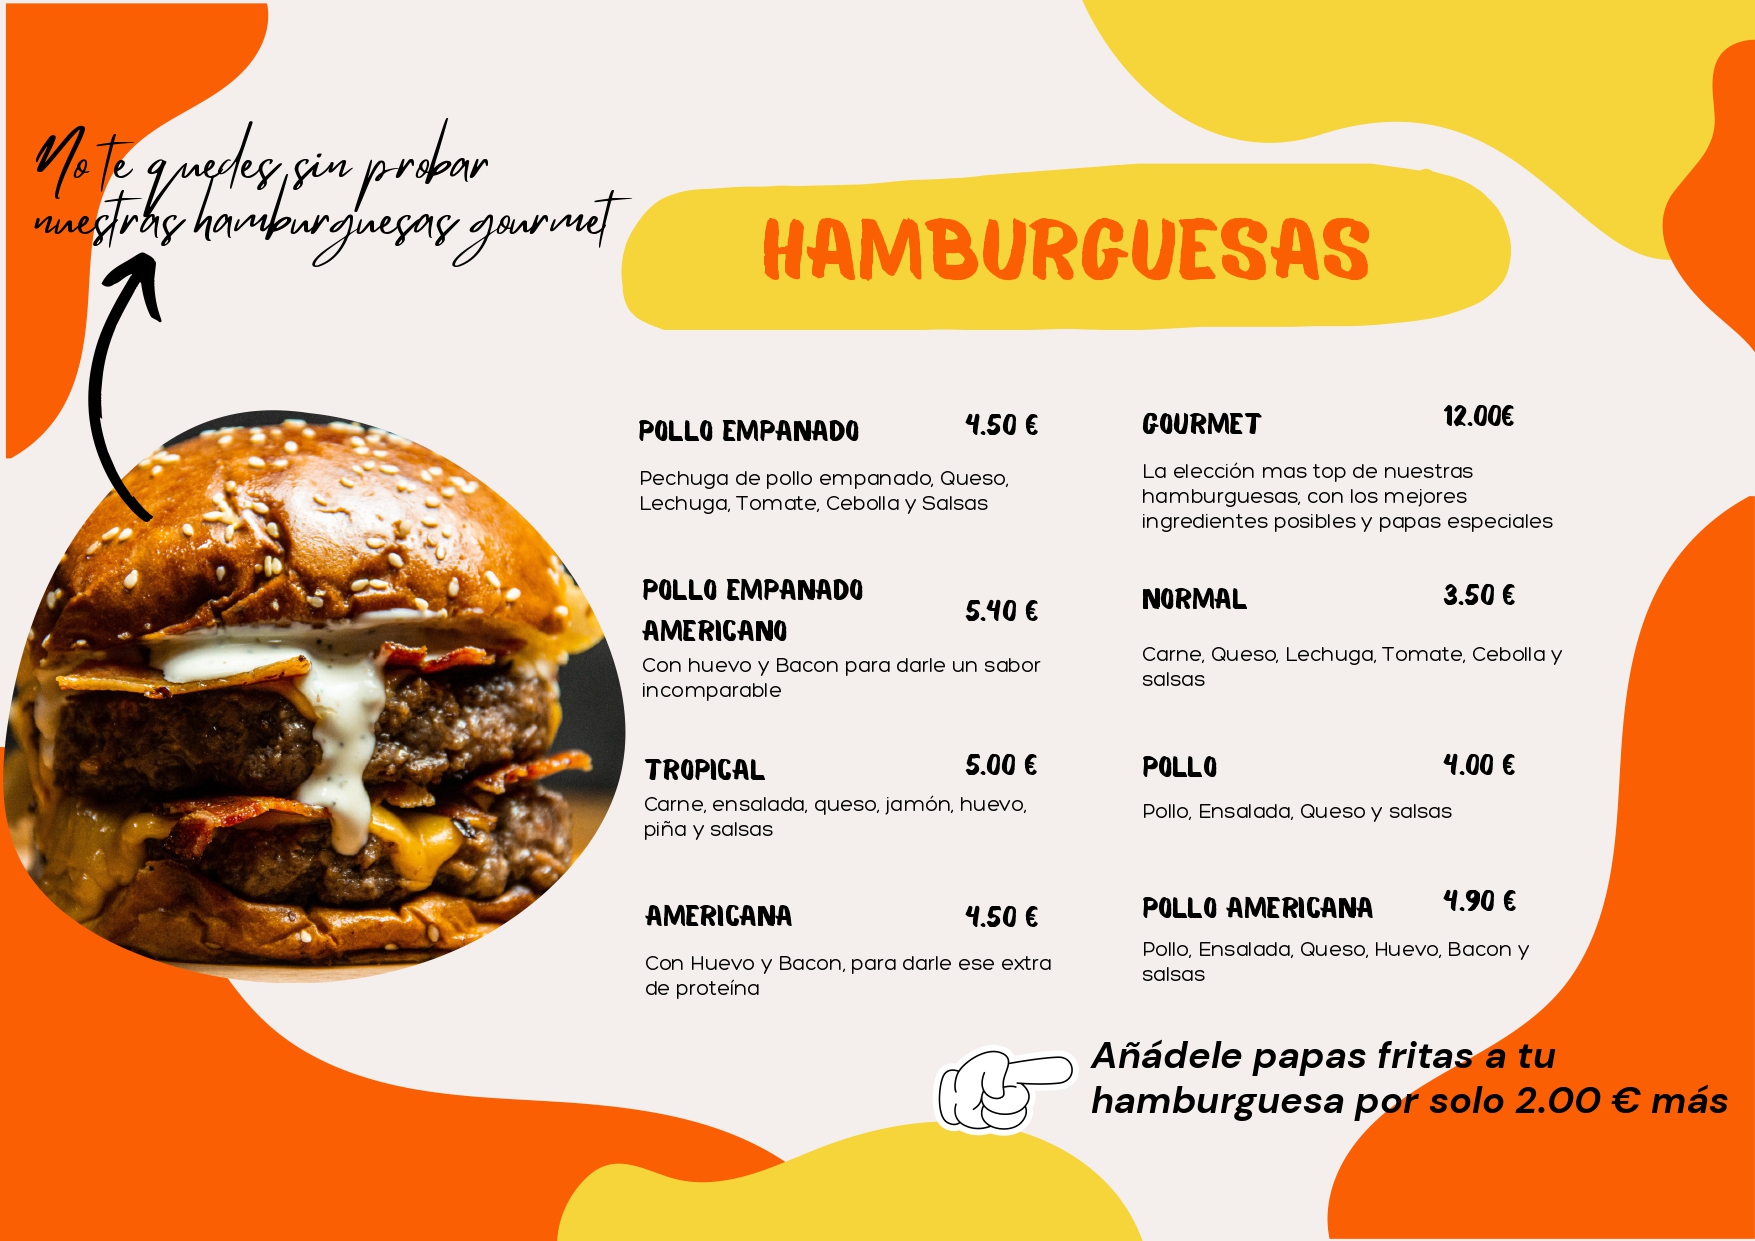 No te quedes sin probar
nuestras hamburguesas gourmet
HAMBURGUESAS
POLLO EMPANADO 4.50 €
Pechuga de pollo empanado, Queso,
Lechuga, Tomate, Cebolla y Salsas
POLLO EMPANADO
AMERICANO 5.40 €
Con huevo y Bacon para darle un sabor
incomparable
TROPICAL 5.00 €
Carne, ensalada, queso, jamón, huevo,
piña y salsas
AMERICANA 4.50 €
Con Huevo y Bacon, para darle ese extra
de proteína
GOURMET 12.00€
La elección mas top de nuestras
hamburguesas, con los mejores
ingredientes posibles y papas especiales
NORMAL 3.50 €
Carne, Queso, Lechuga, Tomate, Cebolla y
salsas
POLLO 4.00 €
Pollo, Ensalada, Queso y salsas
POLLO AMERICANA 4.90 €
Pollo, Ensalada, Queso, Huevo, Bacon y
salsas
Añádele papas fritas a tu
hamburguesa por solo 2.00 € más